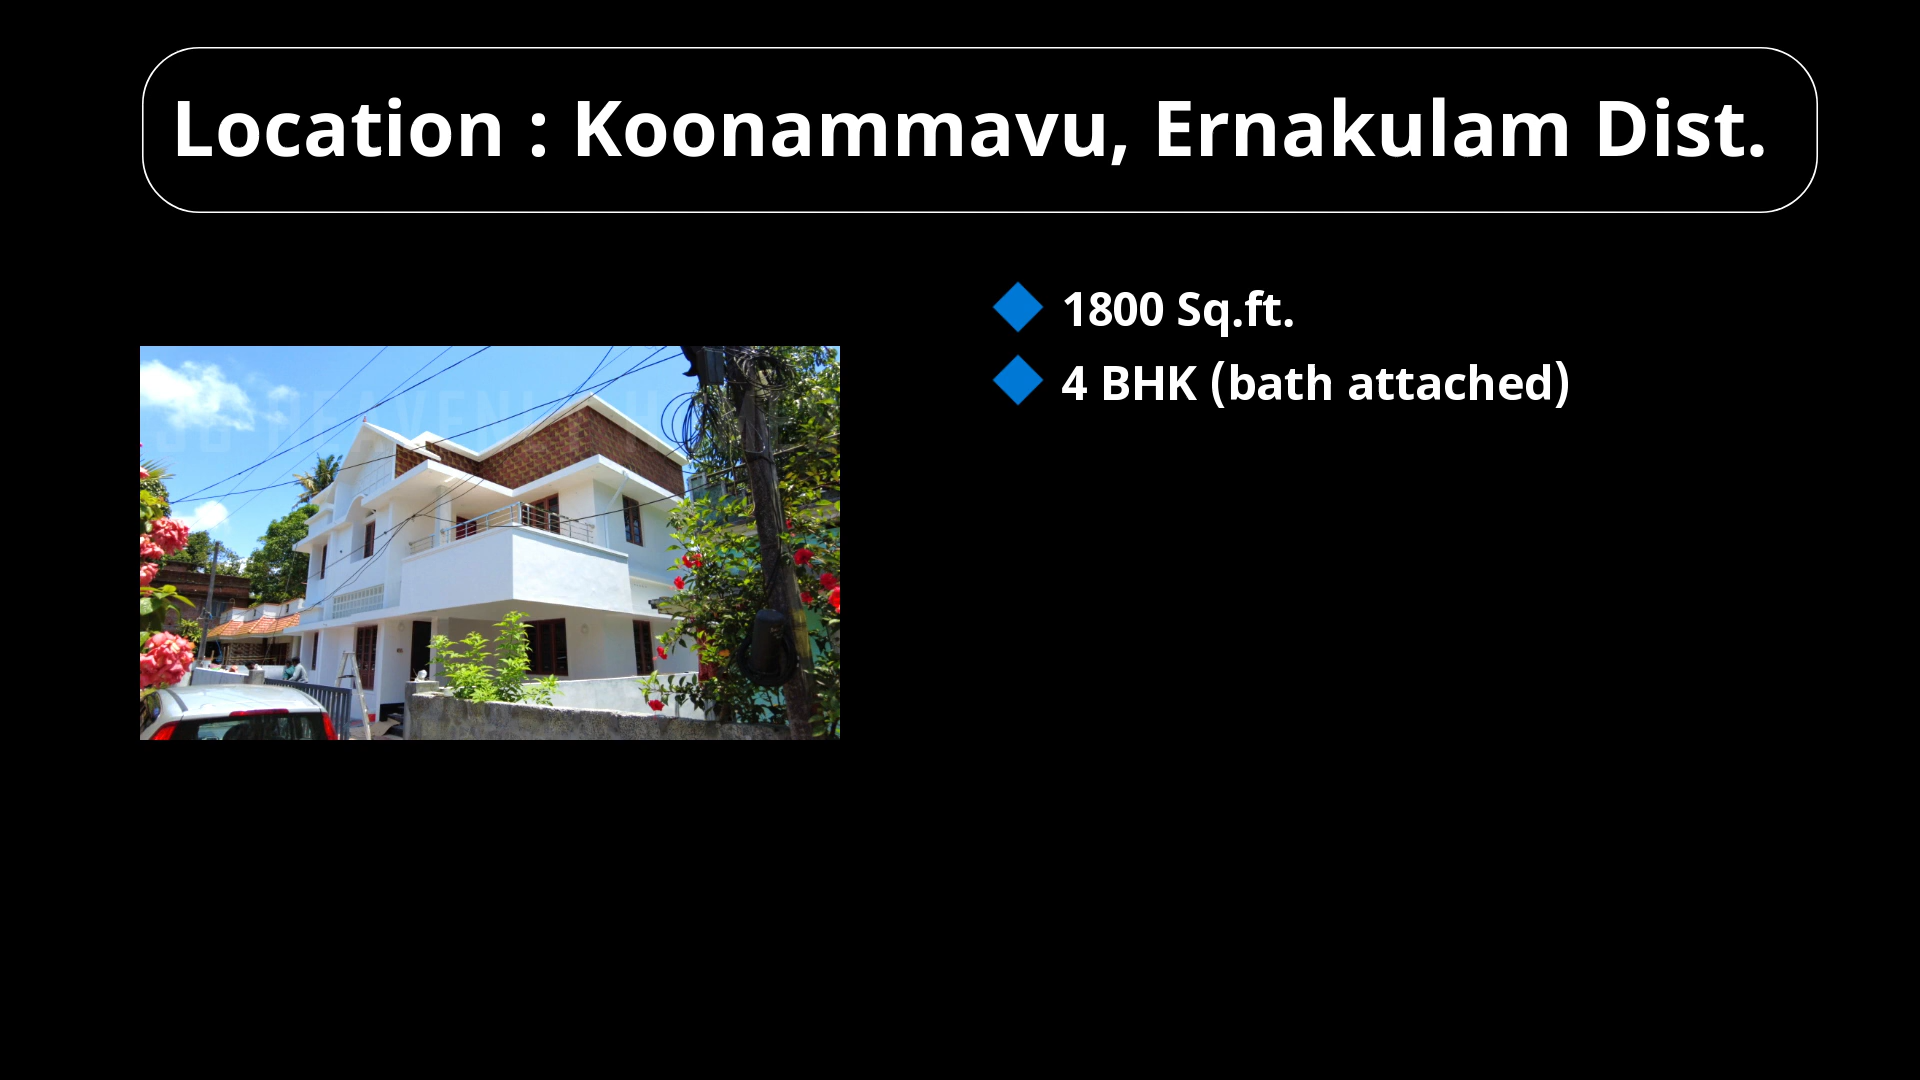 Location : Koonammavu, Ernakulam Dist.
1800 Sq.ft.
4 BHK (bath attached)